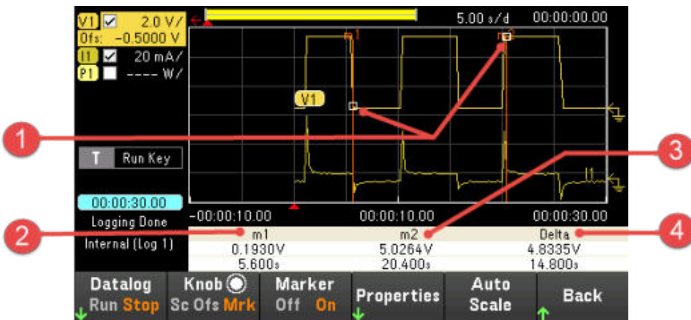 V1 2.0 V/ 5.00 s/d 00:00:00.00
Ofs: -0.5000 V
I1 20 mA/
P1 ---- W/
m1 m2
V1
1
3
T Run Key
I1
00:00:30.00
-00:00:10.00 00:00:10.00 00:00:30.00
Logging Done
2
m1 m2 Delta
4
Internal (Log 1)
0.1930V 5.0264V 4.8335V
5.600s 20.400s 14.800s
Datalog Knob Marker Properties Auto Back
Run Stop Sc Ofs Mrk Off On Scale